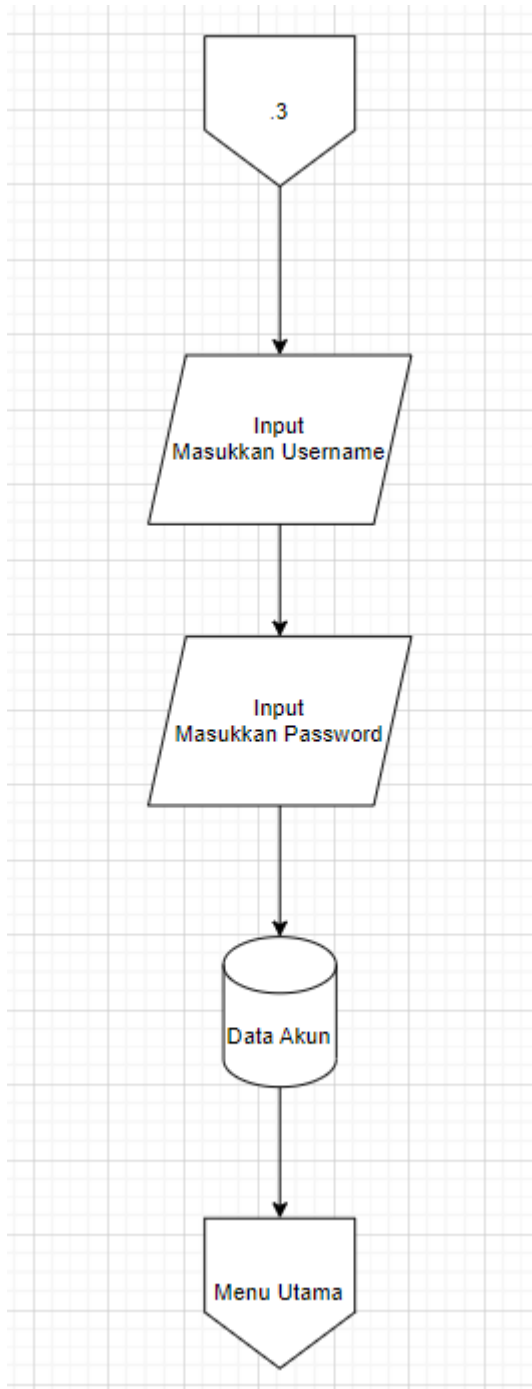 .3
Input
Masukkan Username
Input
Masukkan Password
Data Akun
Menu Utama